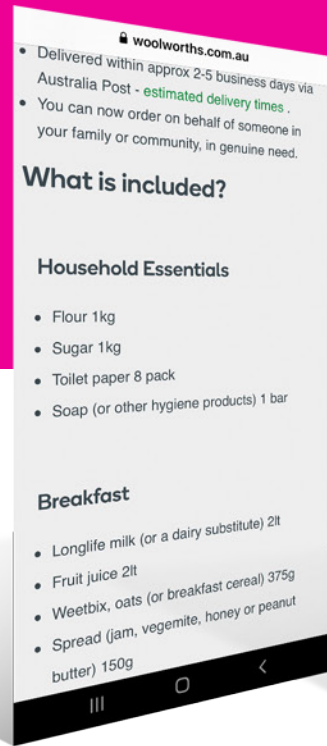 woolworths.com.au
• Delivered within approx 2-5 business days via
Australia Post - estimated delivery times .
• You can now order on behalf of someone in
your family or community, in genuine need.
What is included?
Household Essentials
• Flour 1kg
• Sugar 1kg
• Toilet paper 8 pack
• Soap (or other hygiene products) 1 bar
Breakfast
• Longlife milk (or a dairy substitute) 2lt
• Fruit juice 2lt
• Weetbix, oats (or breakfast cereal) 375g
• Spread (jam, vegemite, honey or peanut
butter) 150g